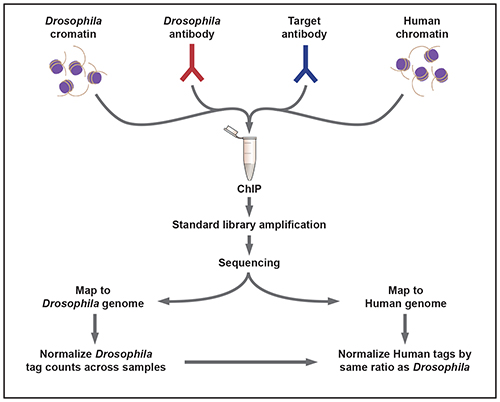 Drosophila
cromatin
Drosophila
antibody
Target
antibody
Human
chromatin
ChIP
Standard library amplification
Sequencing
Map to
Drosophila genome
Map to
Human genome
Normalize Drosophila
tag counts across samples
Normalize Human tags by
same ratio as Drosophila